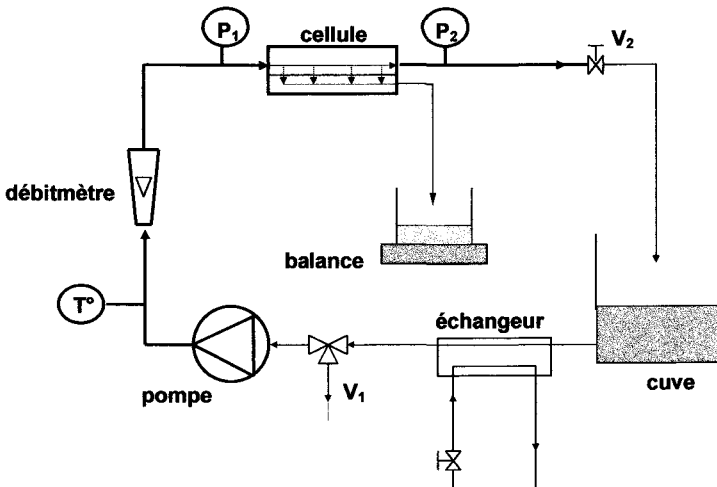 P1
cellule
P2
V2
débitmètre
balance
T°
échangeur
pompe
V1
cuve